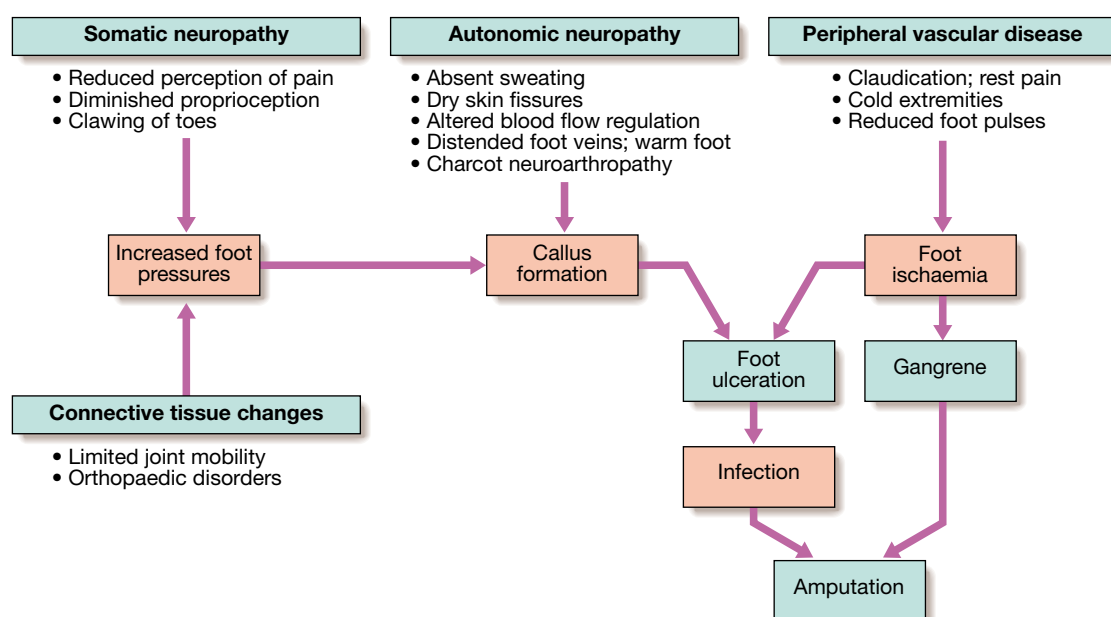 Somatic neuropathy
• Reduced perception of pain
• Diminished proprioception
• Clawing of toes
Autonomic neuropathy
• Absent sweating
• Dry skin fissures
• Altered blood flow regulation
• Distended foot veins; warm foot
• Charcot neuroarthropathy
Peripheral vascular disease
• Claudication; rest pain
• Cold extremities
• Reduced foot pulses
Increased foot
pressures
Callus
formation
Foot
ischaemia
Foot
ulceration
Gangrene
Connective tissue changes
• Limited joint mobility
• Orthopaedic disorders
Infection
Amputation